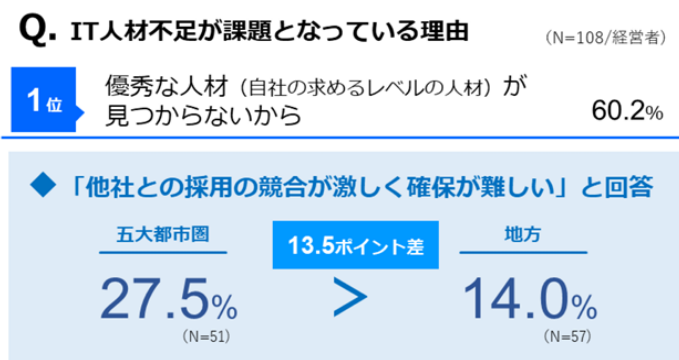 Q. IT人材不足が課題となっている理由
（N=108/経営者）
1位
優秀な人材（自社の求めるレベルの人材）が
見つからないから
60.2%
◆「他社との採用の競合が激しく確保が難しい」と回答
五大都市圏
13.5ポイント差
地方
27.5%
>
14.0%
（N=51)
（N=57)